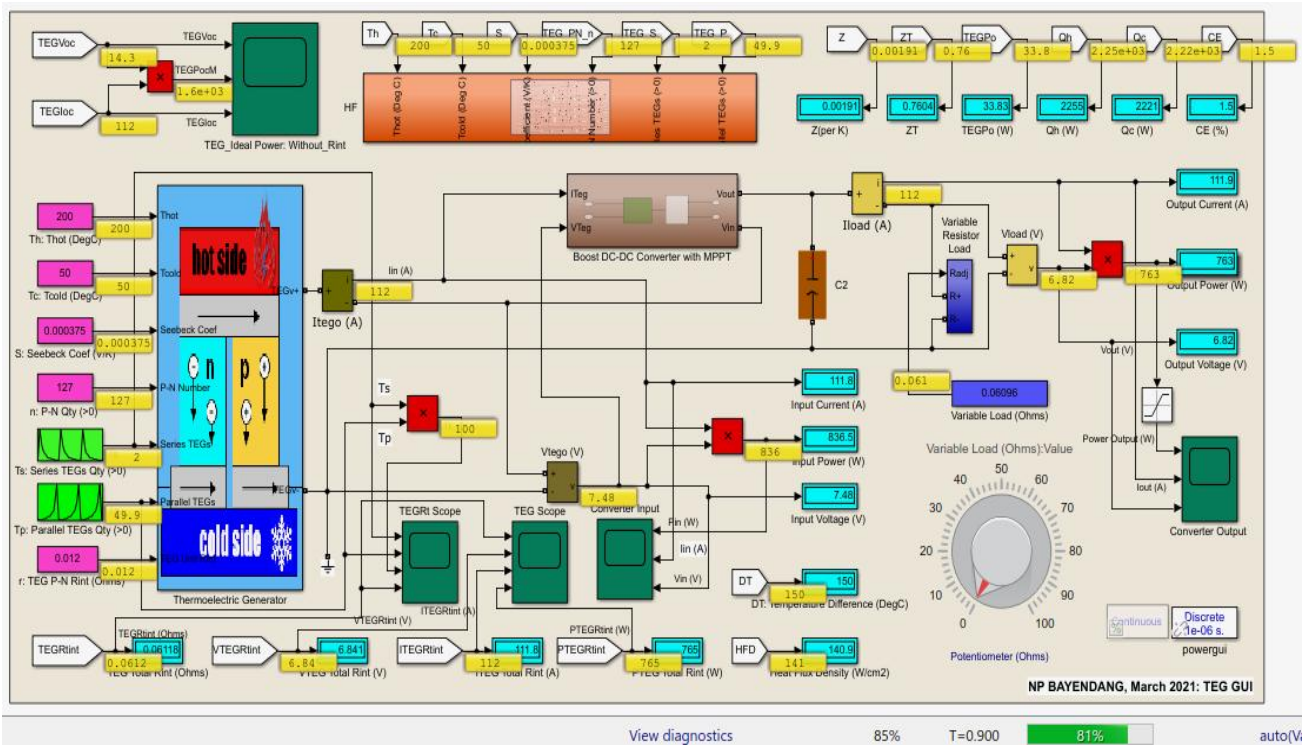 TEGVoc
TEGVoc
14.3
TEGPocM
1.6e+03
TEGIoc
TEGIoc
112
TEG_Ideal Power: Without_Rint
Th
Tc
S
TEG_PN_n
TEG_S
TEG_P
200
50
0.000375
127
2
49.9
HF
Thot (Deg C)
Tcold (Deg C)
efficient (V/K)
Number (>0)
ies TEGs (>0)
llel TEGs (>0)
Z
ZT
TEGPo
Qh
Qc
CE
0.00191
0.76
33.8
2.25e+03
2.22e+03
1.5
0.00191
0.7604
33.83
2255
2221
1.5
Z(per K)
ZT
TEGPo (W)
Qh (W)
Qc (W)
CE (%)
200
Thot
200
Th: Thot (DegC)
50
Tcold
50
Tc: Tcold (DegC)
0.000375
Seebeck Coef
0.000375
S: Seebeck Coef (V/K)
127
P-N Number
127
n: P-N Qty (>0)
Series TEGs
2
Ts: Series TEGs Qty (>0)
Parallel TEGs
49.9
Tp: Parallel TEGs Qty (>0)
0.012
0.012
r: TEG P-N Rint (Ohms)
hot side
n
p
cold side
TEGv+
TEGv-
Thermoelectric Generator
Iin (A)
112
Itego (A)
ITeg
VTeg
Vout
Vin
Boost DC-DC Converter with MPPT
C2
i
112
Iload (A)
Variable
Resistor
Load
Radj
R+
R-
Vload (V)
v
6.82
763
111.9
Output Current (A)
763
Output Power (W)
6.82
Output Voltage (V)
Vout (V)
0.061
0.06096
Variable Load (Ohms)
Ts
Tp
100
Vtego (V)
v
7.48
Converter Input
111.8
Input Current (A)
836
836.5
Input Power (W)
7.48
Input Voltage (V)
Pin (W)
Iin (A)
Vin (V)
TEGRt Scope
TEG Scope
ITEGRtint (A)
VTEGRtint (V)
PTEGRtint (W)
Power Output (W)
Iout (A)
Converter Output
Variable Load (Ohms):Value
0
10
20
30
40
50
60
70
80
90
100
Potentiometer (Ohms)
DT
150
150
DT: Temperature Difference (DegC)
Continuous
Discrete
1e-06 s.
powergui
TEGRtint
TEGRtint (Ohms)
0.0612
0.06118
TEG Total Rint (Ohms)
VTEGRtint
6.84
6.841
VTEG Total Rint (V)
ITEGRtint
112
111.8
ITEG Total Rint (A)
PTEGRtint
765
765
PTEG Total Rint (W)
HFD
141
140.9
Heat Flux Density (W/cm2)
NP BAYENDANG, March 2021: TEG GUI
View diagnostics
85%
T=0.900
81%